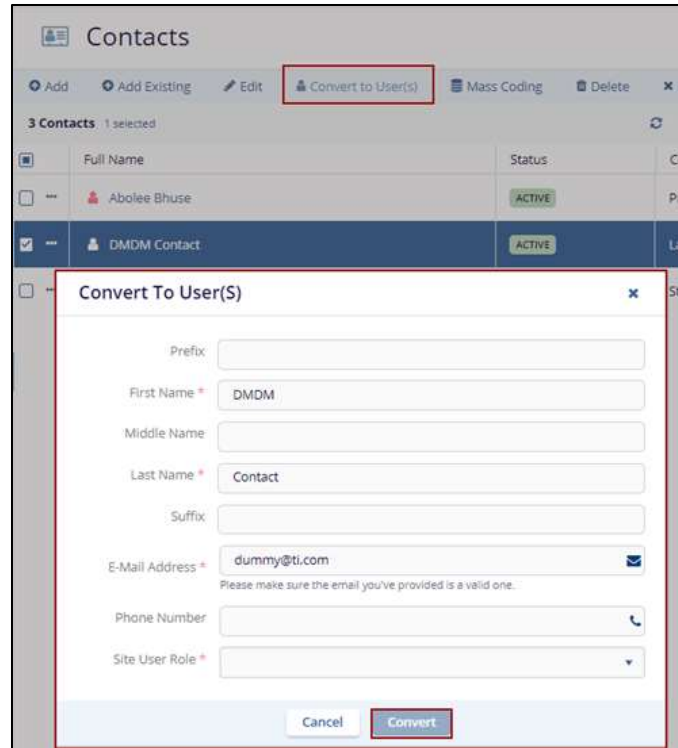 Contacts
Add Add Existing Edit Convert to User(s) Mass Coding Delete
3 Contacts 1 selected
Full Name Status
Abolee Bhuse ACTIVE
DMDM Contact ACTIVE
Convert To User(S)
Prefix
First Name * DMDM
Middle Name
Last Name * Contact
Suffix
E-Mail Address * dummy@ti.com
Please make sure the email you've provided is a valid one.
Phone Number
Site User Role *
Cancel Convert